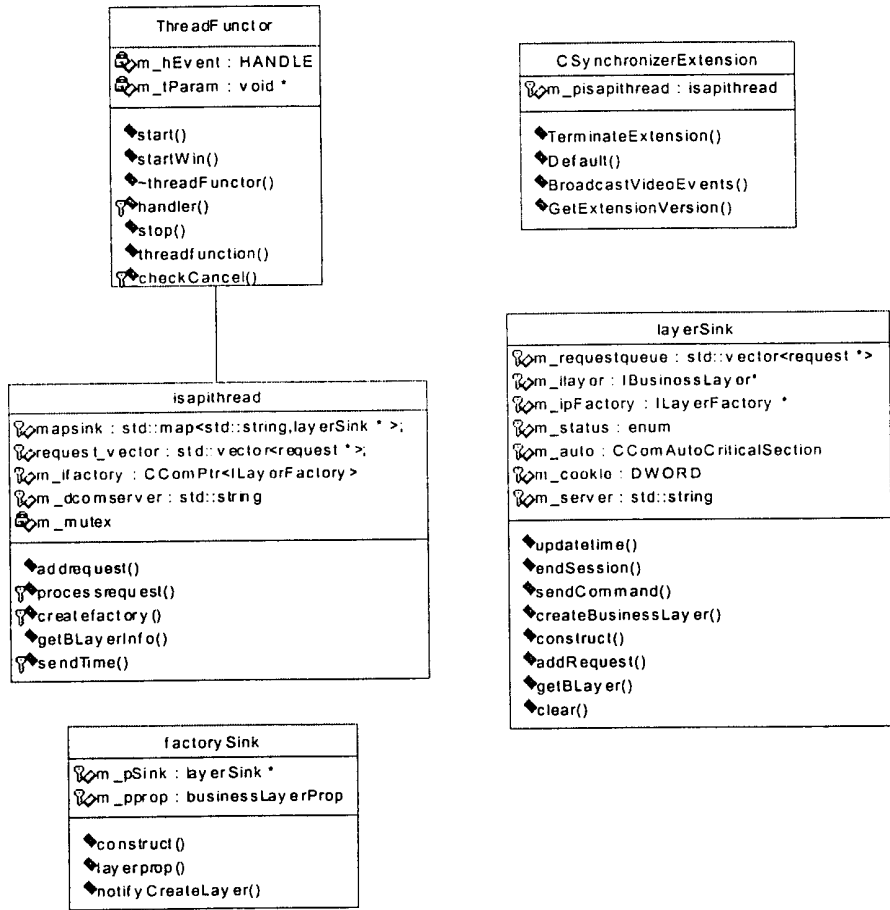 ThreadFunctor
m_hEvent : HANDLE
m_tParam : void *
start()
startWin()
~threadFunctor()
handler()
stop()
threadfunction()
checkCancel()
CSynchronizerExtension
m_pisapithread : isapithread
TerminateExtension()
Default()
BroadcastVideoEvents()
GetExtensionVersion()
isapithread
mapsink : std::map<std::string,layerSink * >;
request_vector : std::vector<request *>;
m_ifactory : CComPtr<ILayerFactory>
m_dcomserver : std::string
m_mutex
addrequest()
processrequest()
createfactory()
getBLayerInfo()
sendTime()
layerSink
m_requestqueue : std::vector<request *>
m_ilayor : IBusinossLayor*
m_ipFactory : ILayerFactory *
m_status : enum
m_auto : CComAutoCriticalSection
m_cookie : DWORD
m_server : std::string
updatetime()
endSession()
sendCommand()
createBusinessLayer()
construct()
addRequest()
getBLayer()
clear()
factorySink
m_pSink : layerSink *
m_pprop : businessLayerProp
construct()
layerprop()
notifyCreateLayer()